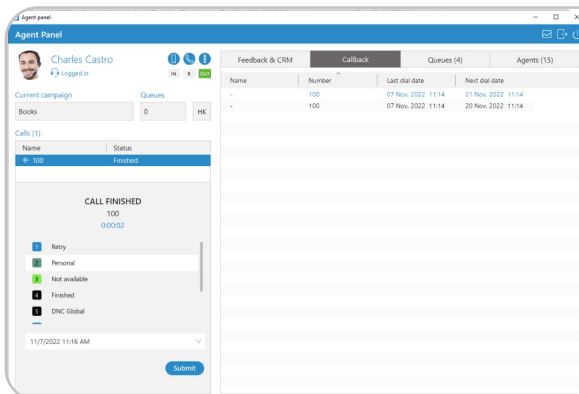 Agent panel
Agent Panel
Charles Castro
Logged in
IN 8 OUT
Current campaign Queues
Books 0 HK
Calls (1)
Name Status
← 100 Finished
CALL FINISHED
100
0:00:02
1 Retry
2 Personal
3 Not available
4 Finished
5 DNC Global
11/7/2022 11:16 AM
Submit
Feedback & CRM Callback Queues (4) Agents (15)
Name Number Last dial date Next dial date
- 100 07 Nov. 2022 11:14 21 Nov. 2022 11:14
- 100 07 Nov. 2022 11:14 20 Nov. 2022 11:14